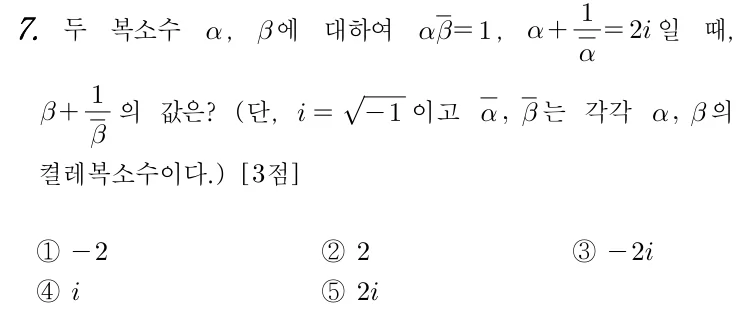 7. 두 복소수 α, β에 대하여 αβ̅=1, α+1/α̅=2i일 때,
β+1/β̅의 값은? (단, i=√-1이고 α̅, β̅는 각각 α, β의
켤레복소수이다.) [3점]
① -2 ② 2 ③ -2i
④ i ⑤ 2i